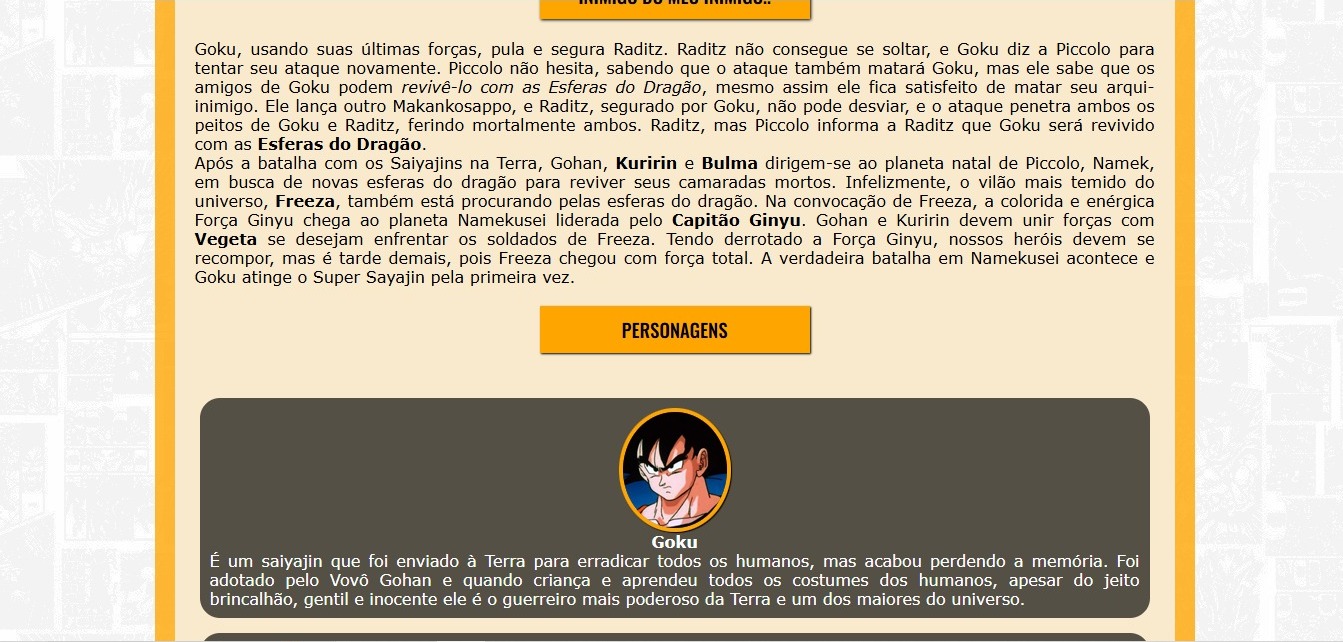 INIMIGO DO MEU INIMIGO..
Goku, usando suas últimas forças, pula e segura Raditz. Raditz não consegue se soltar, e Goku diz a Piccolo para
tentar seu ataque novamente. Piccolo não hesita, sabendo que o ataque também matará Goku, mas ele sabe que os
amigos de Goku podem revivê-lo com as Esferas do Dragão, mesmo assim ele fica satisfeito de matar seu arqui-
inimigo. Ele lança outro Makankosappo, e Raditz, segurado por Goku, não pode desviar, e o ataque penetra ambos os
peitos de Goku e Raditz, ferindo mortalmente ambos. Raditz, mas Piccolo informa a Raditz que Goku será revivido
com as Esferas do Dragão.
Após a batalha com os Saiyajins na Terra, Gohan, Kuririn e Bulma dirigem-se ao planeta natal de Piccolo, Namek,
em busca de novas esferas do dragão para reviver seus camaradas mortos. Infelizmente, o vilão mais temido do
universo, Freeza, também está procurando pelas esferas do dragão. Na convocação de Freeza, a colorida e enérgica
Força Ginyu chega ao planeta Namekusei liderada pelo Capitão Ginyu. Gohan e Kuririn devem unir forças com
Vegeta se desejam enfrentar os soldados de Freeza. Tendo derrotado a Força Ginyu, nossos heróis devem se
recompor, mas é tarde demais, pois Freeza chegou com força total. A verdadeira batalha em Namekusei acontece e
Goku atinge o Super Sayajin pela primeira vez.
PERSONAGENS
Goku
É um saiyajin que foi enviado à Terra para erradicar todos os humanos, mas acabou perdendo a memória. Foi
adotado pelo Vovô Gohan e quando criança e aprendeu todos os costumes dos humanos, apesar do jeito
brincalhão, gentil e inocente ele é o guerreiro mais poderoso da Terra e um dos maiores do universo.